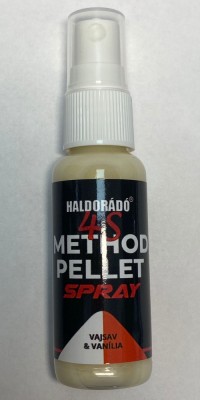 HALDORÁDÓ®
4S
METHOD
PELLET
SPRAY
VAJSAV
& VANÍLIA